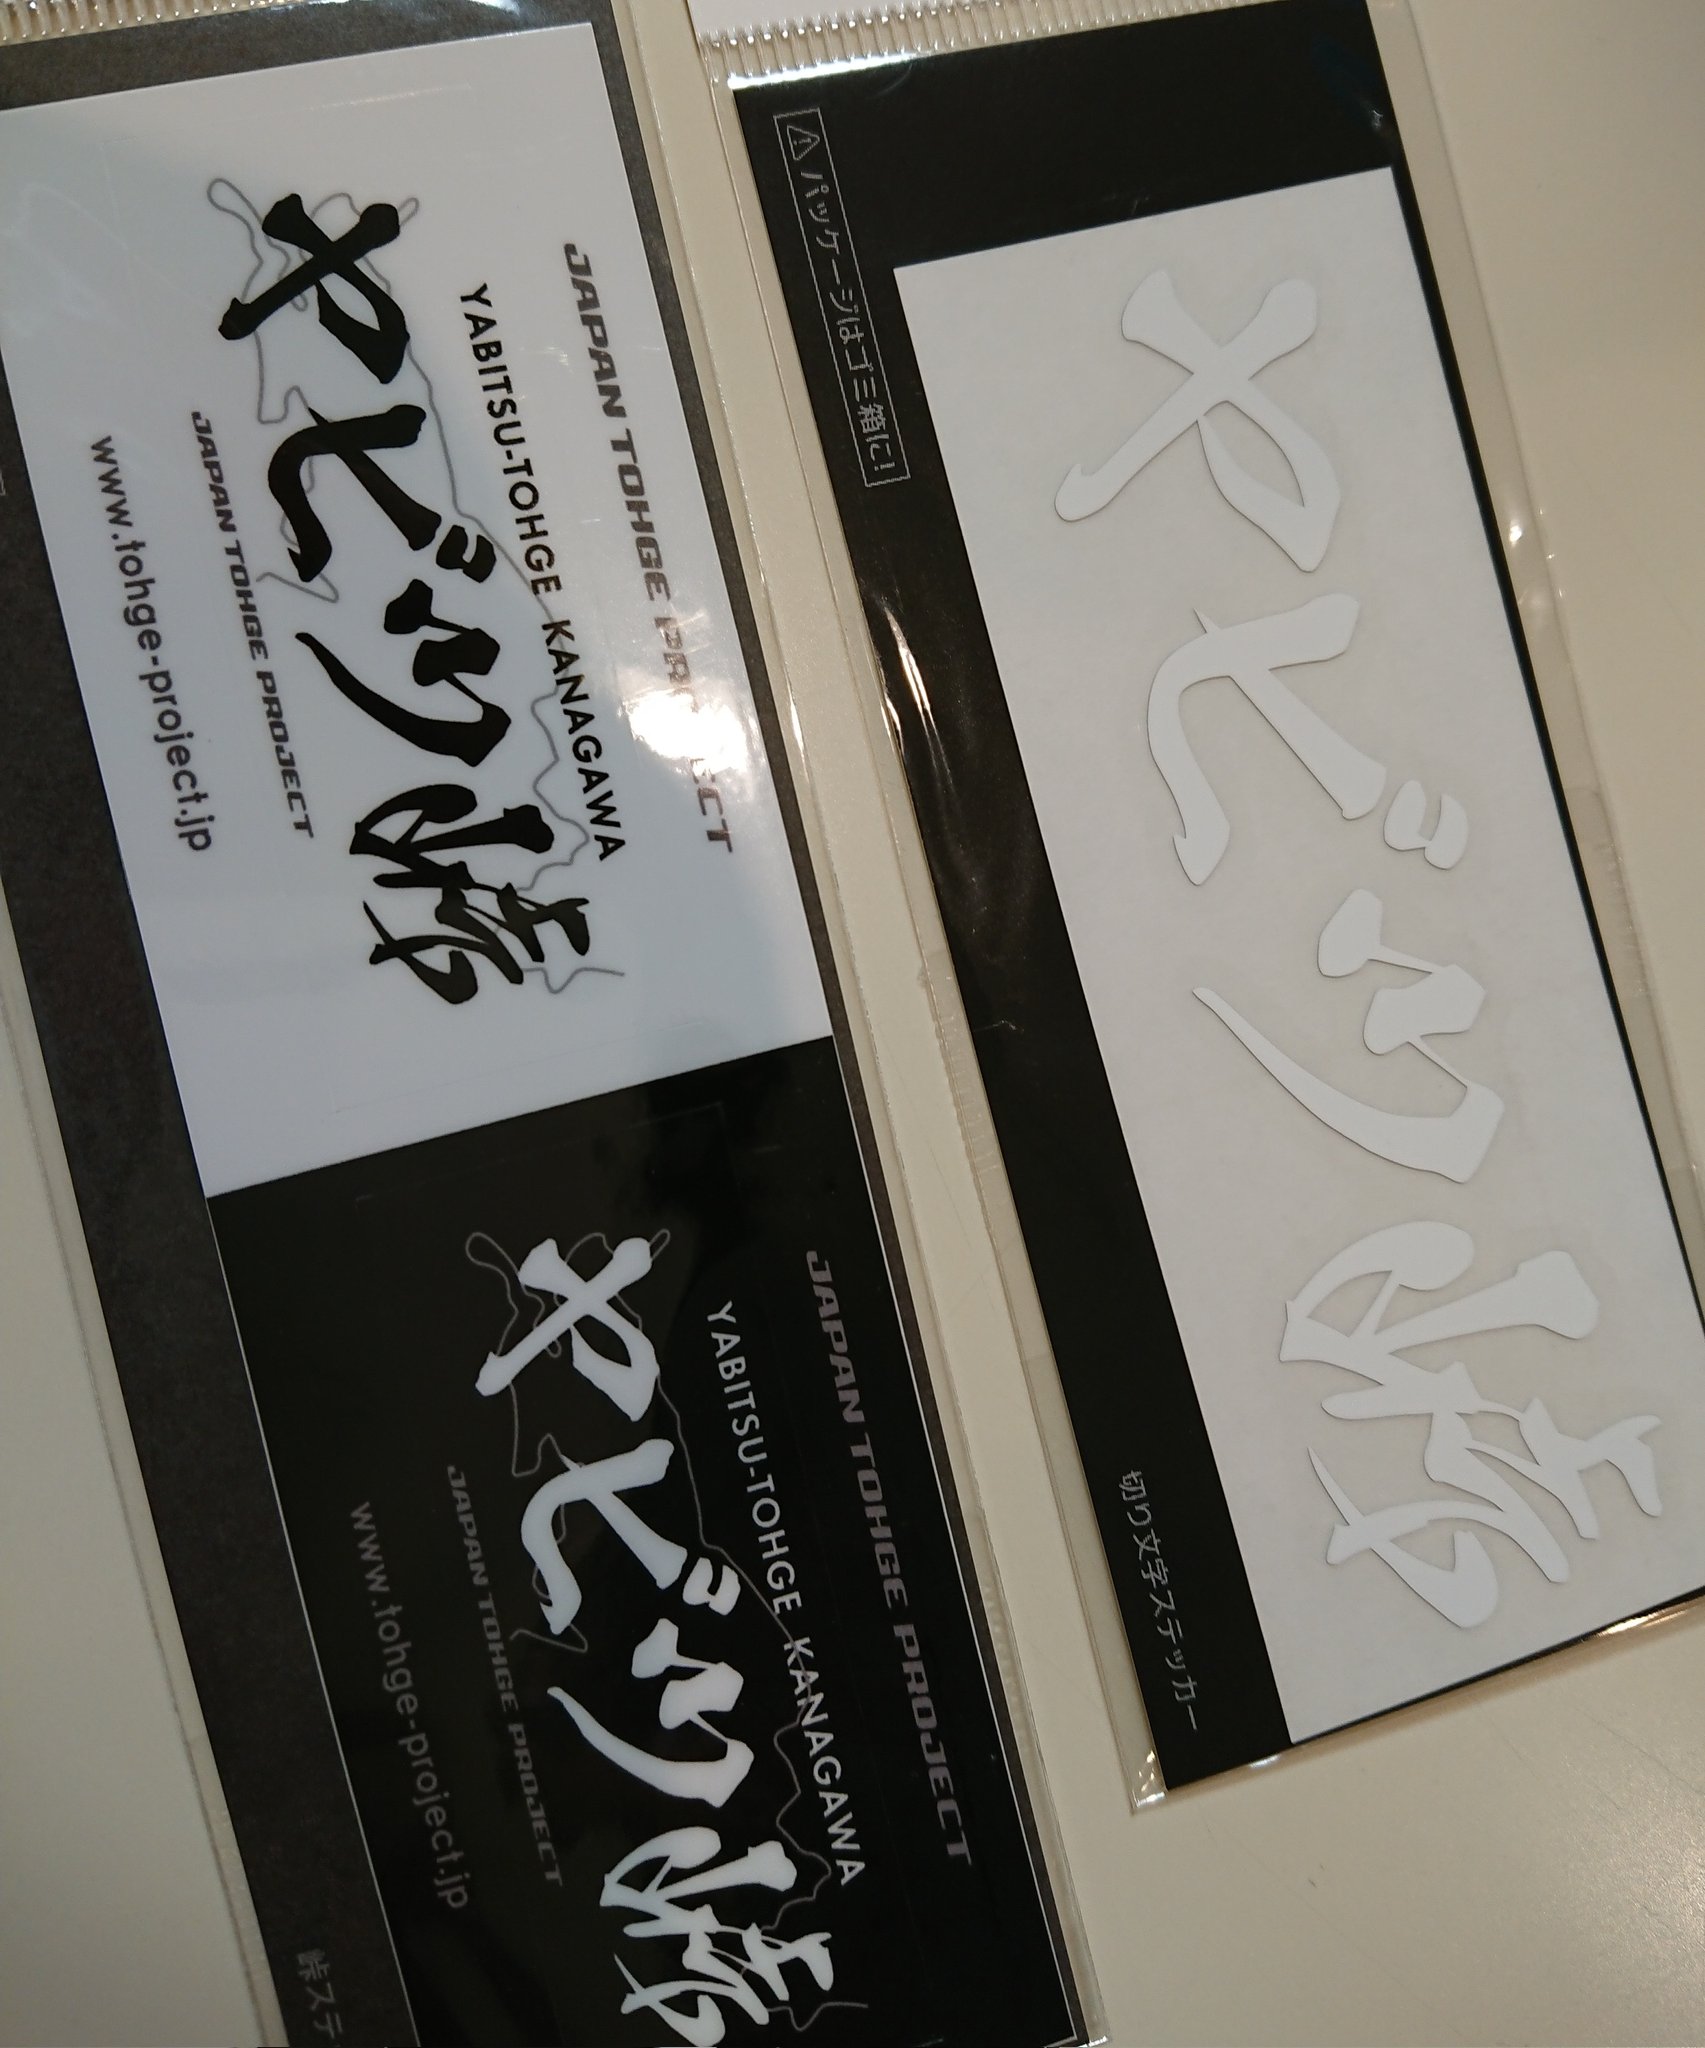 JAPAN TOHGE PROJECT
YABITSU-TOHGE KANAGAWA
ヤビツ峠
JAPAN TOHGE PROJECT
www.tohge-project.jp
JAPAN TOHGE PROJECT
YABITSU-TOHGE KANAGAWA
ヤビツ峠
JAPAN TOHGE PROJECT
www.tohge-project.jp
峠ステ
ヤビツ峠
⚠パッケージはゴミ箱に!
切り文字ステッカー